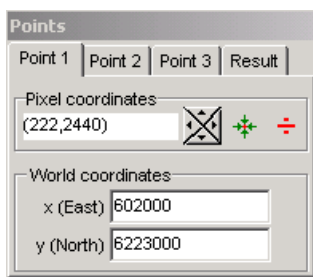 Points
Point 1 Point 2 Point 3 Result
Pixel coordinates
(222,2440)
World coordinates
x (East) 602000
y (North) 6223000